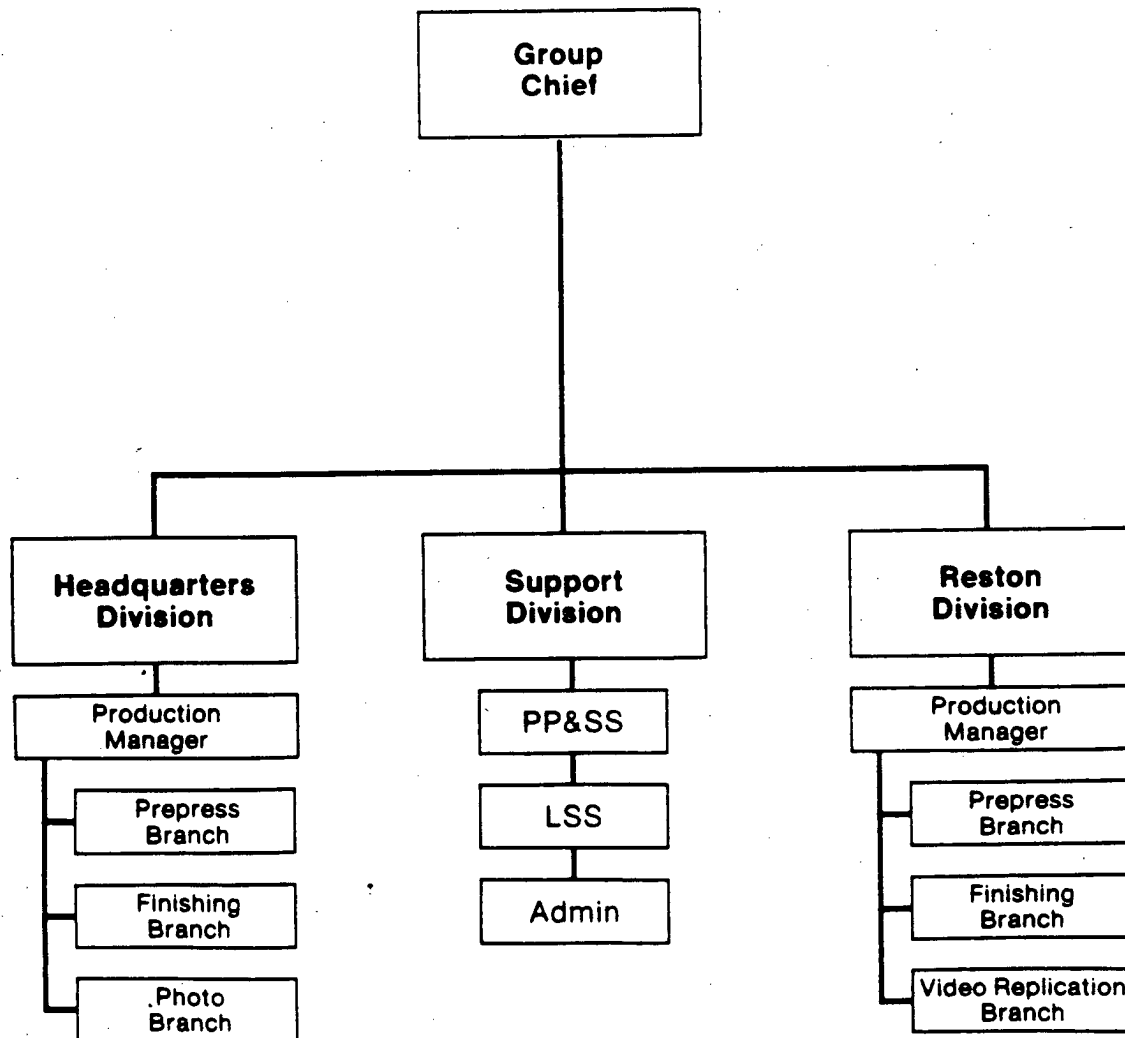 Group
Chief
Headquarters
Division
Support
Division
Reston
Division
Production
Manager
PP&SS
Production
Manager
Prepress
Branch
LSS
Prepress
Branch
Finishing
Branch
Admin
Finishing
Branch
Photo
Branch
Video Replication
Branch